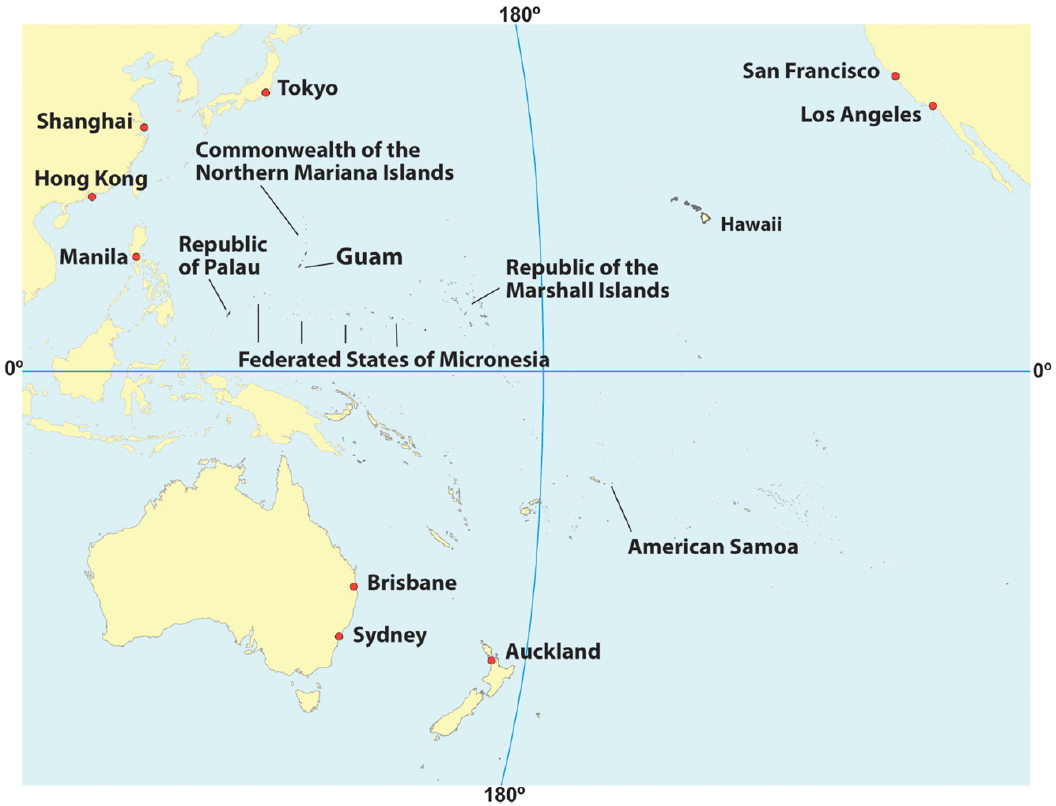 180º
San Francisco
Tokyo
Los Angeles
Shanghai
Commonwealth of the
Northern Mariana Islands
Hong Kong
Hawaii
Manila
Republic
of Palau
Guam
Republic of the
Marshall Islands
Federated States of Micronesia
0º
0º
American Samoa
Brisbane
Sydney
Auckland
180º